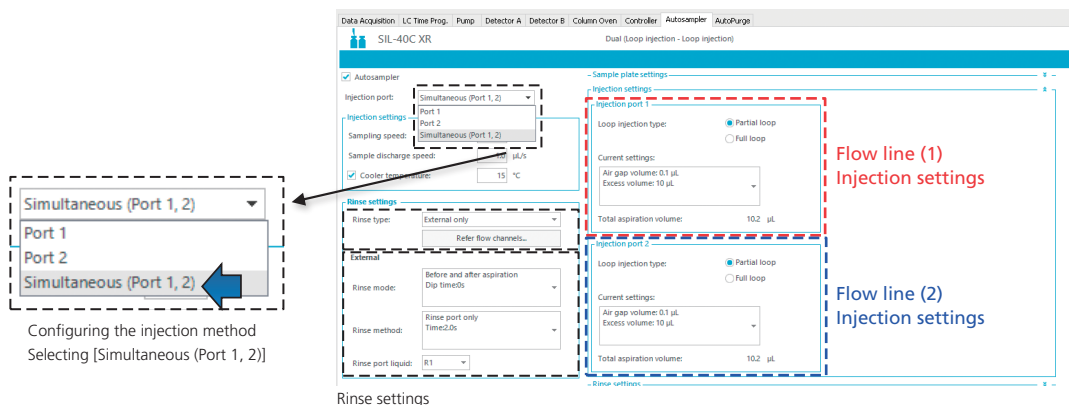 Data Acquisition LC Time Prog. Pump Detector A Detector B Column Oven Controller Autosampler AutoPurge
SIL-40C XR
Dual (Loop injection - Loop injection)
Autosampler
Injection port: Simultaneous (Port 1, 2)
Port 1
Port 2
Simultaneous (Port 1, 2)
Injection settings
Sampling speed:
Sample discharge speed: µL/s
Cooler temperature: 15 °C
Rinse settings
Rinse type: External only
Refer flow channels...
External
Rinse mode:
Before and after aspiration
Dip time:0s
Rinse method:
Rinse port only
Time:2.0s
Rinse port liquid: R1
Rinse settings
Sample plate settings
Injection settings
Injection port 1
Loop injection type: Partial loop
Full loop
Current settings:
Air gap volume: 0.1 µL
Excess volume: 10 µL
Total aspiration volume: 10.2 µL
Injection port 2
Loop injection type: Partial loop
Full loop
Current settings:
Air gap volume: 0.1 µL
Excess volume: 10 µL
Total aspiration volume: 10.2 µL
Rinse settings
Flow line (1)
Injection settings
Flow line (2)
Injection settings
Simultaneous (Port 1, 2)
Port 1
Port 2
Simultaneous (Port 1, 2)
Configuring the injection method
Selecting [Simultaneous (Port 1, 2)]